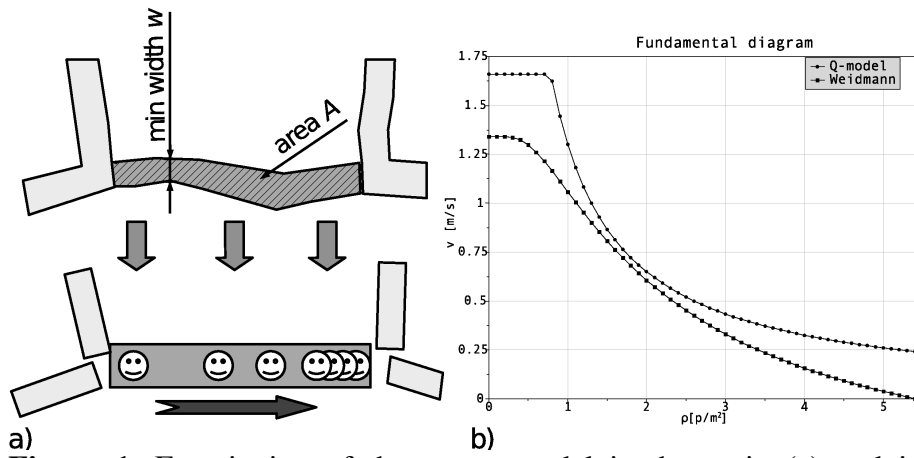 min width w
area A
a)
Fundamental diagram
Q-model
Weidmann
1.75
1.5
1.25
1
0.75
0.5
0.25
0
v [m/s]
0
1
2
3
4
5
ρ[p/m²]
b)